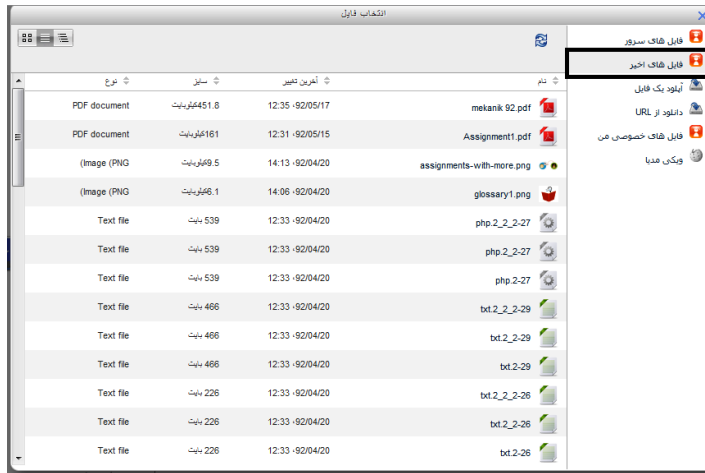 انتخاب فایل
فایل های سرور
فایل های اخیر
آپلود یک فایل
دانلود از URL
فایل های خصوصی من
ویکی مدیا
نام آخرین تغییر سایز نوع
mekanik 92.pdf 92/05/17، 12:35 451.8کیلوبایت PDF document
Assignment1.pdf 92/05/15، 12:31 161کیلوبایت PDF document
assignments-with-more.png 92/04/20، 14:13 9.5کیلوبایت (Image (PNG
glossary1.png 92/04/20، 14:06 6.1کیلوبایت (Image (PNG
php.2_2_2-27 92/04/20، 12:33 539 بایت Text file
php.2_2-27 92/04/20، 12:33 539 بایت Text file
php.2-27 92/04/20، 12:33 539 بایت Text file
txt.2_2_2-29 92/04/20، 12:33 466 بایت Text file
txt.2_2-29 92/04/20، 12:33 466 بایت Text file
txt.2-29 92/04/20، 12:33 466 بایت Text file
txt.2_2_2-26 92/04/20، 12:33 226 بایت Text file
txt.2_2-26 92/04/20، 12:33 226 بایت Text file
txt.2-26 92/04/20، 12:33 226 بایت Text file